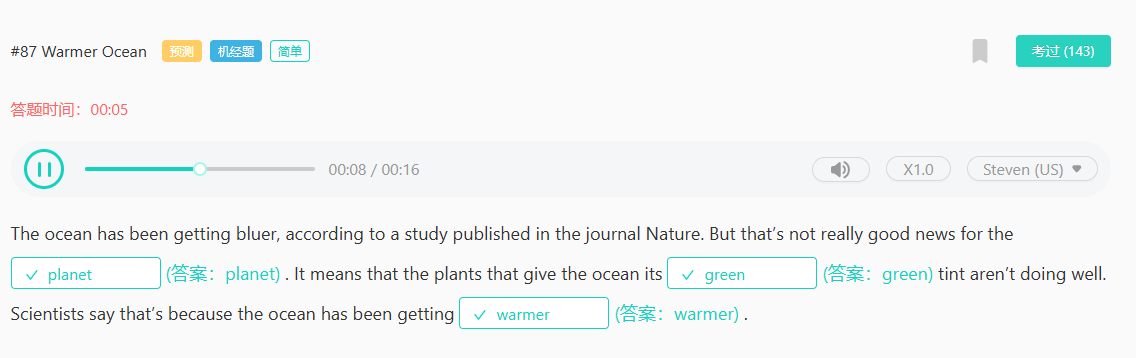 #87 Warmer Ocean 预测 机经题 简单 考过 (143)
答题时间：00:05
00:08 / 00:16 X1.0 Steven (US)
The ocean has been getting bluer, according to a study published in the journal Nature. But that’s not really good news for the
planet (答案：planet) . It means that the plants that give the ocean its green (答案：green) tint aren’t doing well.
Scientists say that’s because the ocean has been getting warmer (答案：warmer) .